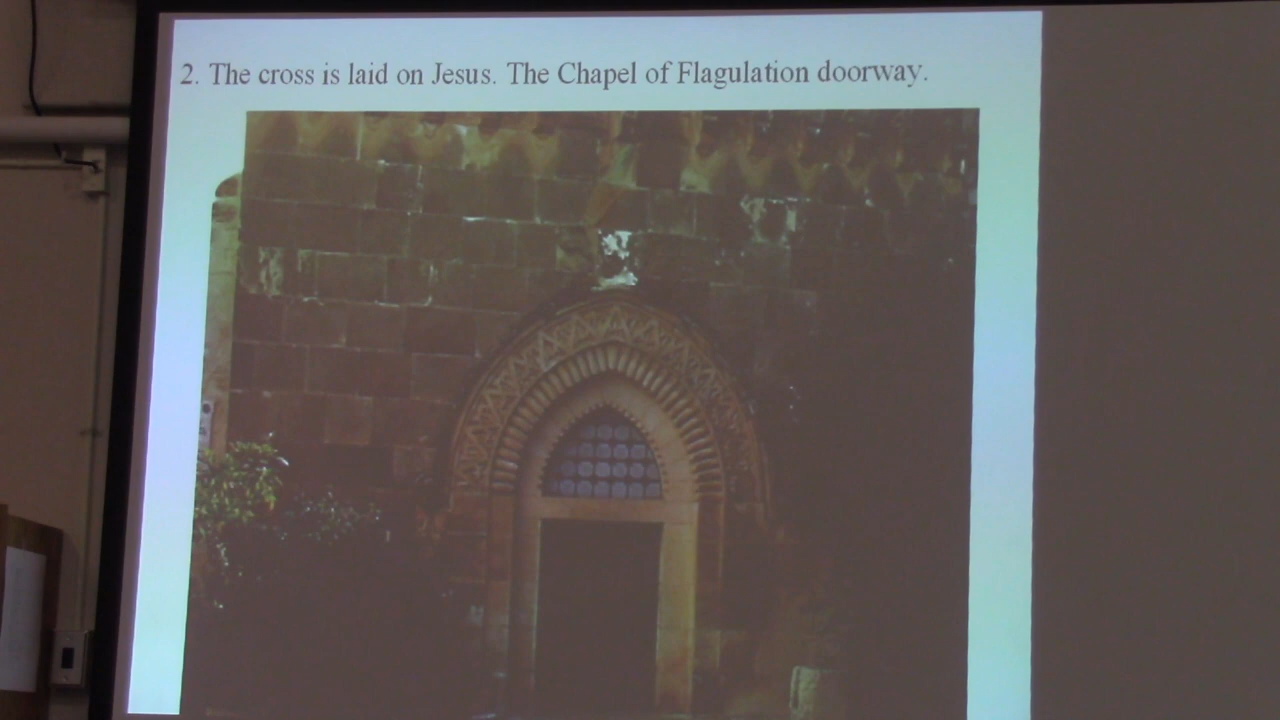 2. The cross is laid on Jesus. The Chapel of Flagulation doorway.